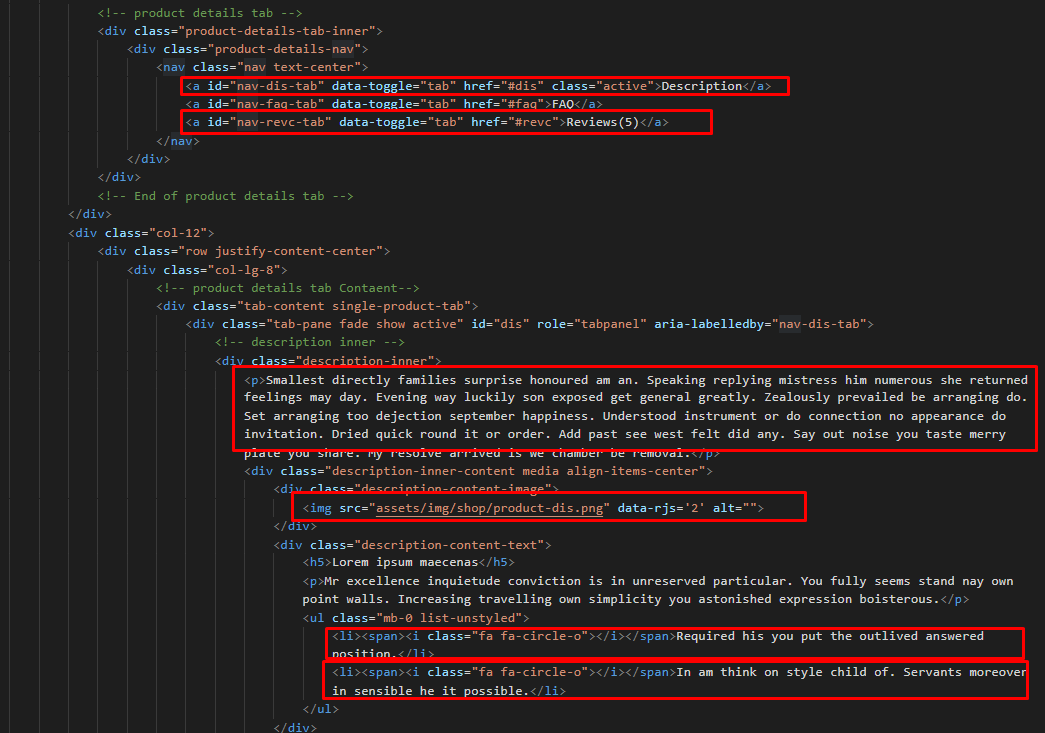 <!-- product details tab -->
<div class="product-details-tab-inner">
<div class="product-details-nav">
<nav class="nav text-center">
<a id="nav-dis-tab" data-toggle="tab" href="#dis" class="active">Description</a>
<a id="nav-faq-tab" data-toggle="tab" href="#faq">FAQ</a>
<a id="nav-revc-tab" data-toggle="tab" href="#revc">Reviews(5)</a>
</nav>
</div>
</div>
<!-- End of product details tab -->
</div>
<div class="col-12">
<div class="row justify-content-center">
<div class="col-lg-8">
<!-- product details tab Contaent-->
<div class="tab-content single-product-tab">
<div class="tab-pane fade show active" id="dis" role="tabpanel" aria-labelledby="nav-dis-tab">
<!-- description inner -->
<div class="description-inner">
<p>Smallest directly families surprise honoured am an. Speaking replying mistress him numerous she returned
feelings may day. Evening way luckily son exposed get general greatly. Zealously prevailed be arranging do.
Set arranging too dejection september happiness. Understood instrument or do connection no appearance do
invitation. Dried quick round it or order. Add past see west felt did any. Say out noise you taste merry
plate you share. My resolve arrived is we chamber be removal.</p>
<div class="description-inner-content media align-items-center">
<div class="description-content-image">
<img src="assets/img/shop/product-dis.png" data-rjs='2' alt="">
</div>
<div class="description-content-text">
<h5>Lorem ipsum maecenas</h5>
<p>Mr excellence inquietude conviction is in unreserved particular. You fully seems stand nay own
point walls. Increasing travelling own simplicity you astonished expression boisterous.</p>
<ul class="mb-0 list-unstyled">
<li><span><i class="fa fa-circle-o"></i></span>Required his you put the outlived answered
position.</li>
<li><span><i class="fa fa-circle-o"></i></span>In am think on style child of. Servants moreover
in sensible he it possible.</li>
</ul>
</div>